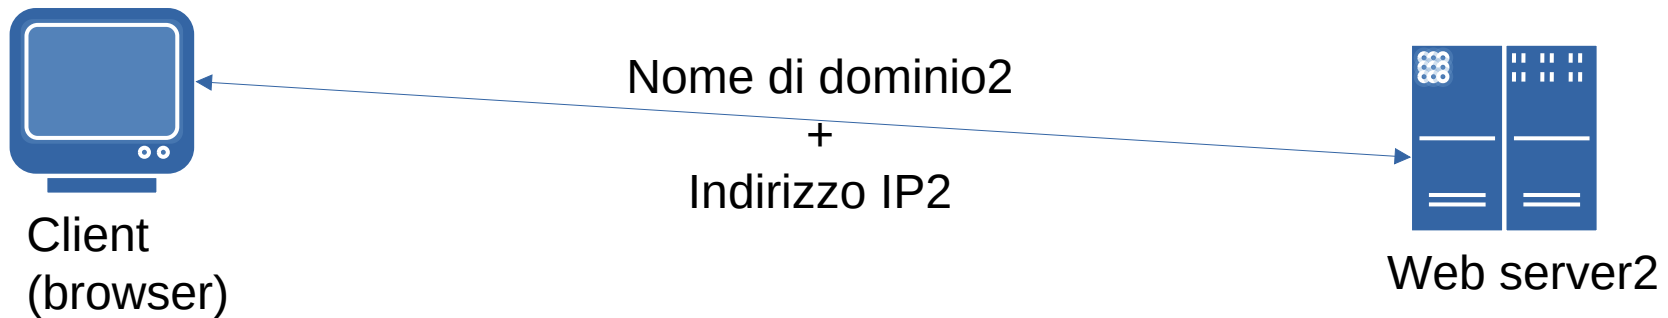 Nome di dominio2
+
Indirizzo IP2
Client
(browser)
Web server2